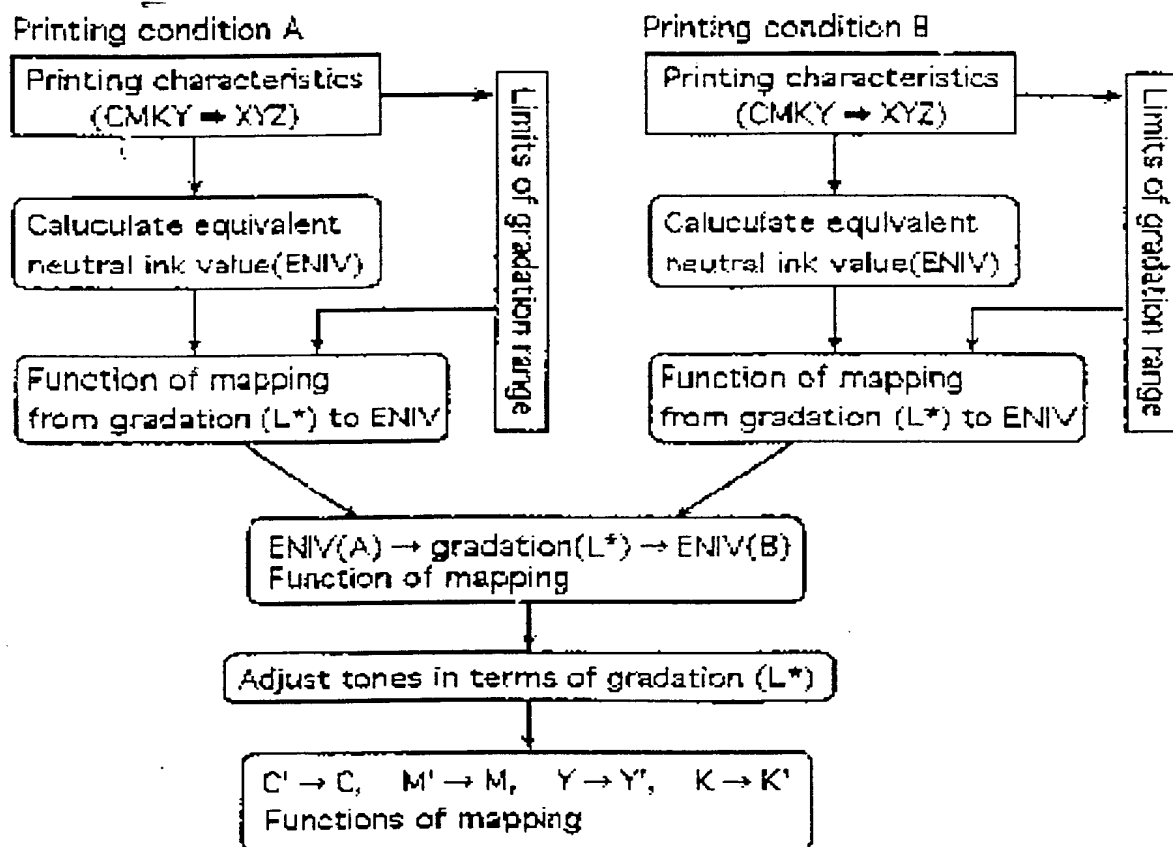 Printing condition A
Printing characteristics
(CMKY → XYZ)
Caluculate equivalent
neutral ink value(ENIV)
Function of mapping
from gradation (L*) to ENIV
Limits of gradation range
Printing condition B
Printing characteristics
(CMKY → XYZ)
Caluculate equivalent
neutral ink value(ENIV)
Function of mapping
from gradation (L*) to ENIV
Limits of gradation range
ENIV(A) → gradation(L*) → ENIV(B)
Function of mapping
Adjust tones in terms of gradation (L*)
C' → C, M' → M, Y → Y', K → K'
Functions of mapping